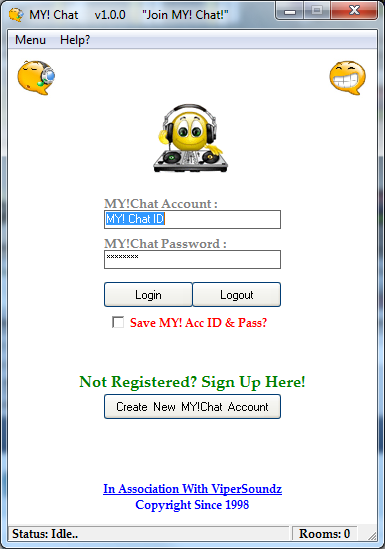 MY! Chat v1.0.0 "Join MY! Chat!"
Menu Help?
MY!Chat Account :
MY! Chat ID
MY!Chat Password :
xxxxxxxx
Login Logout
Save MY! Acc ID & Pass?
Not Registered? Sign Up Here!
Create New MY!Chat Account
In Association With ViperSoundz
Copyright Since 1998
Status: Idle.. Rooms: 0